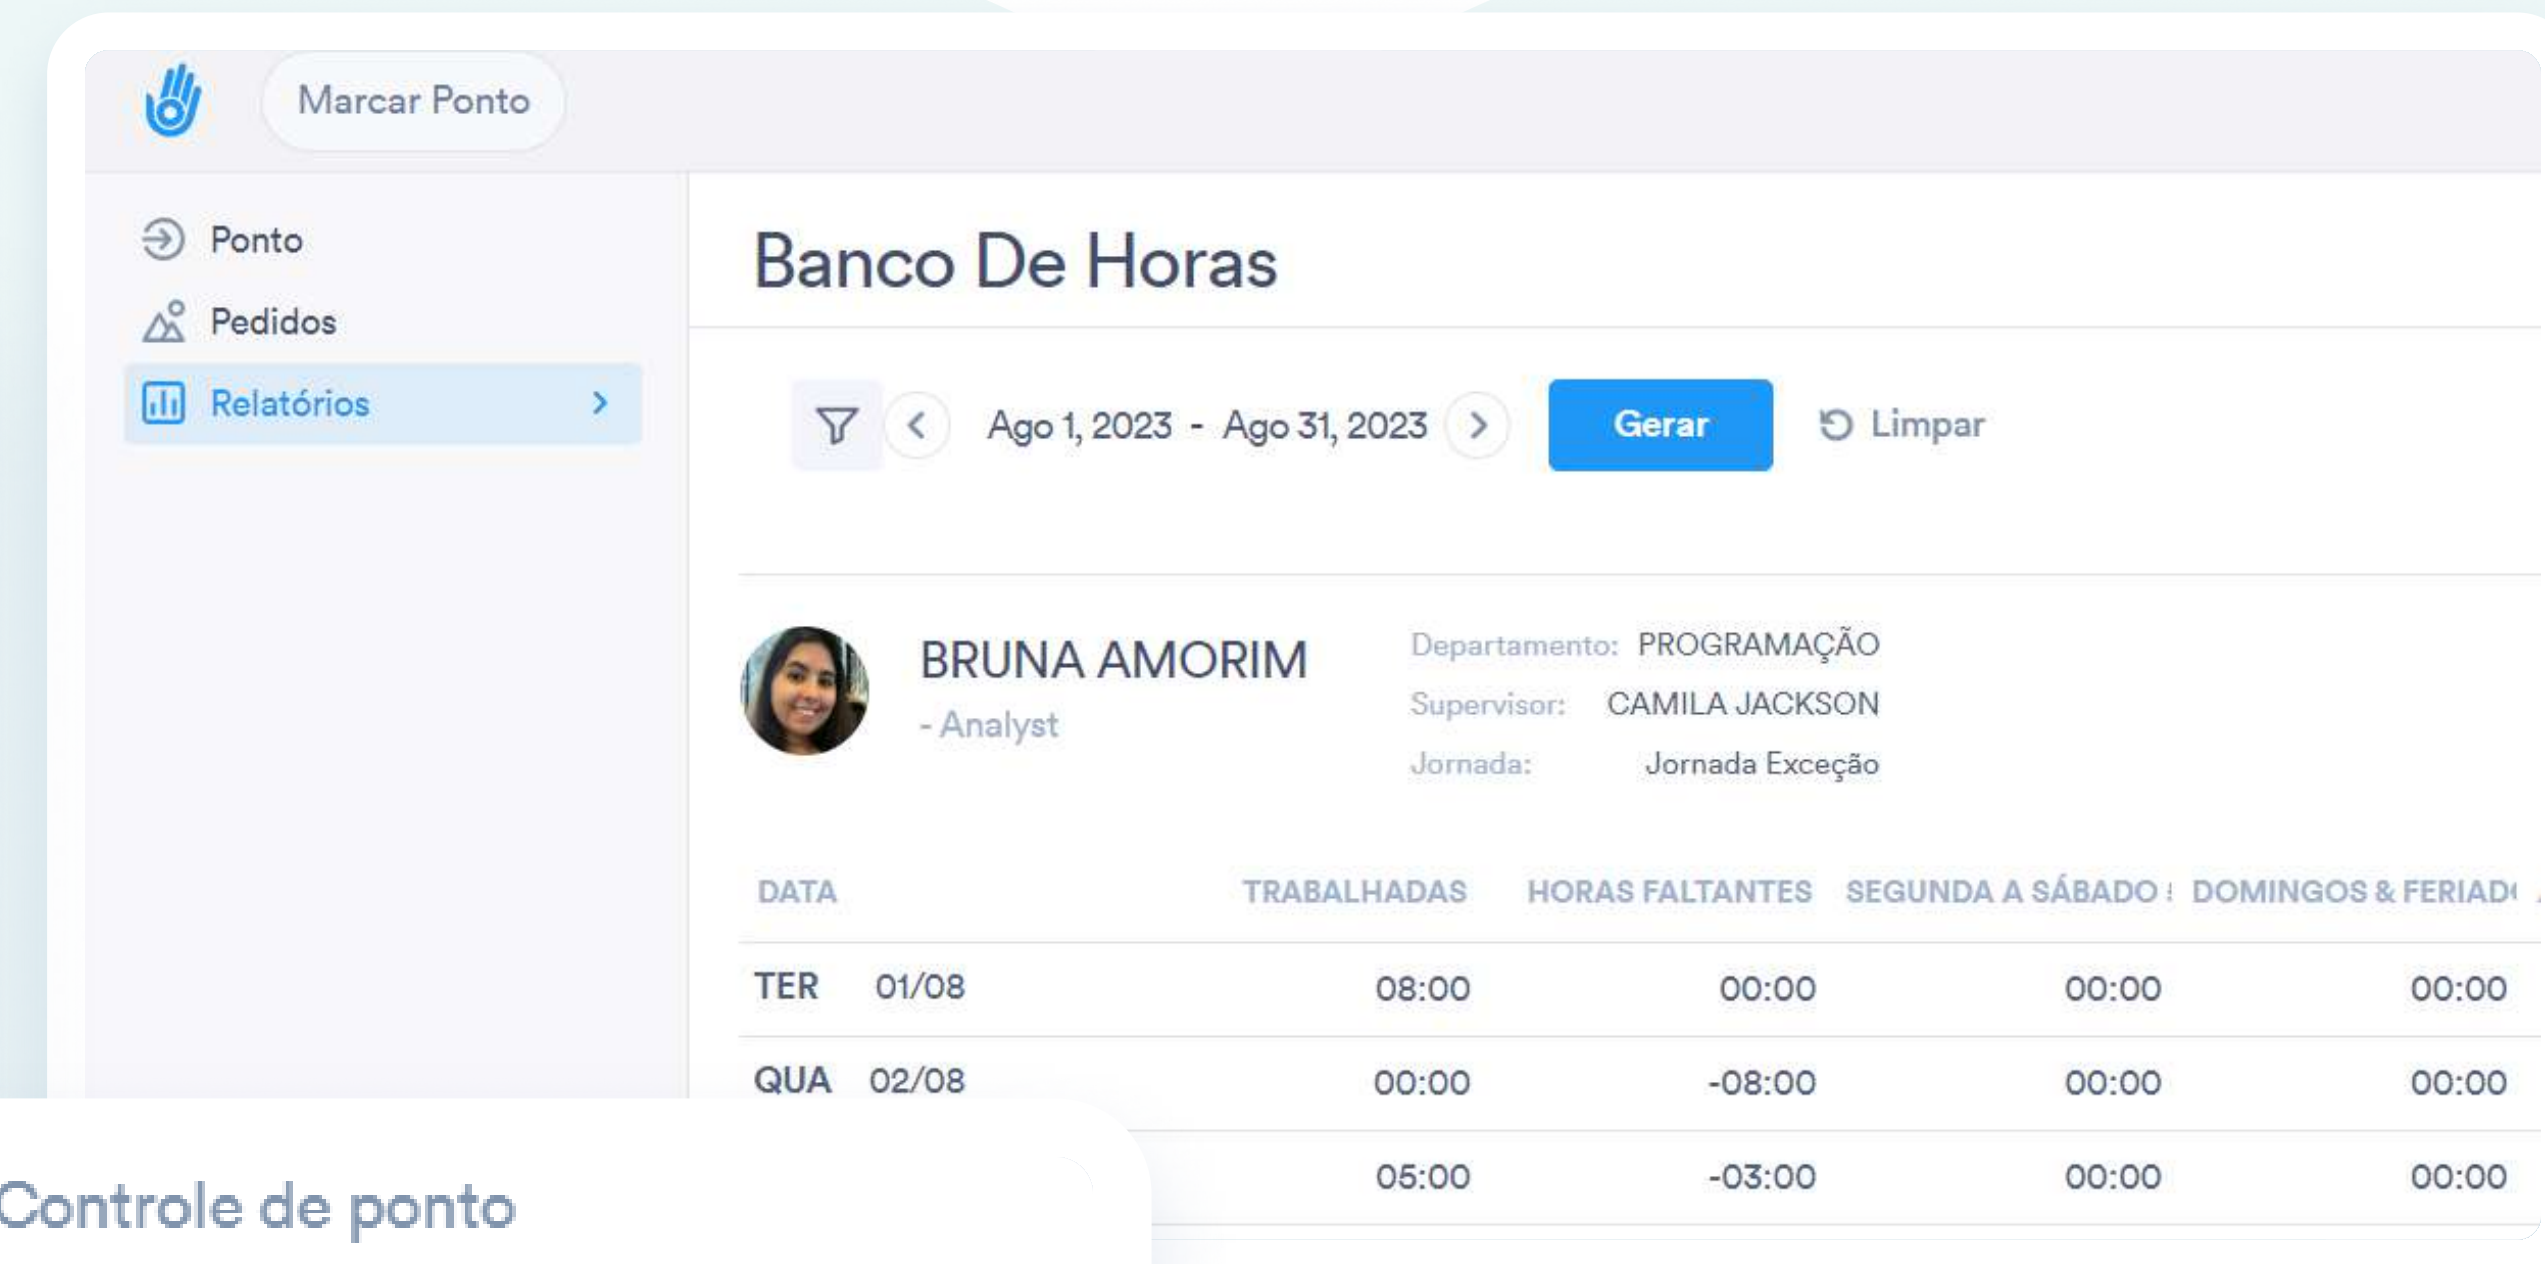 Marcar Ponto
Ponto
Pedidos
Relatórios
Banco De Horas
Ago 1, 2023 - Ago 31, 2023 Gerar Limpar
BRUNA AMORIM
- Analyst
Departamento: PROGRAMAÇÃO
Supervisor: CAMILA JACKSON
Jornada: Jornada Exceção
DATA TRABALHADAS HORAS FALTANTES SEGUNDA A SÁBADO DOMINGOS &
TER 01/08 08:00 00:00 00:00 00:00
QUA 02/08 00:00 -08:00 00:00 00:00
05:00 -03:00 00:00 00:00
Controle de ponto